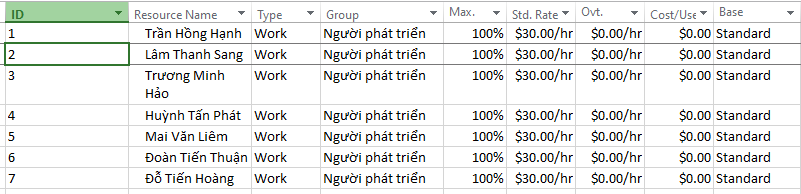 ID Resource Name Type Group Max. Std. Rate Ovt. Cost/Use Base
1 Trần Hồng Hạnh Work Người phát triển 100% $30.00/hr $0.00/hr $0.00 Standard
2 Lâm Thanh Sang Work Người phát triển 100% $30.00/hr $0.00/hr $0.00 Standard
3 Trương Minh Work Người phát triển 100% $30.00/hr $0.00/hr $0.00 Standard
Hảo
4 Huỳnh Tấn Phát Work Người phát triển 100% $30.00/hr $0.00/hr $0.00 Standard
5 Mai Văn Liêm Work Người phát triển 100% $30.00/hr $0.00/hr $0.00 Standard
6 Đoàn Tiến Thuận Work Người phát triển 100% $30.00/hr $0.00/hr $0.00 Standard
7 Đỗ Tiến Hoàng Work Người phát triển 100% $30.00/hr $0.00/hr $0.00 Standard